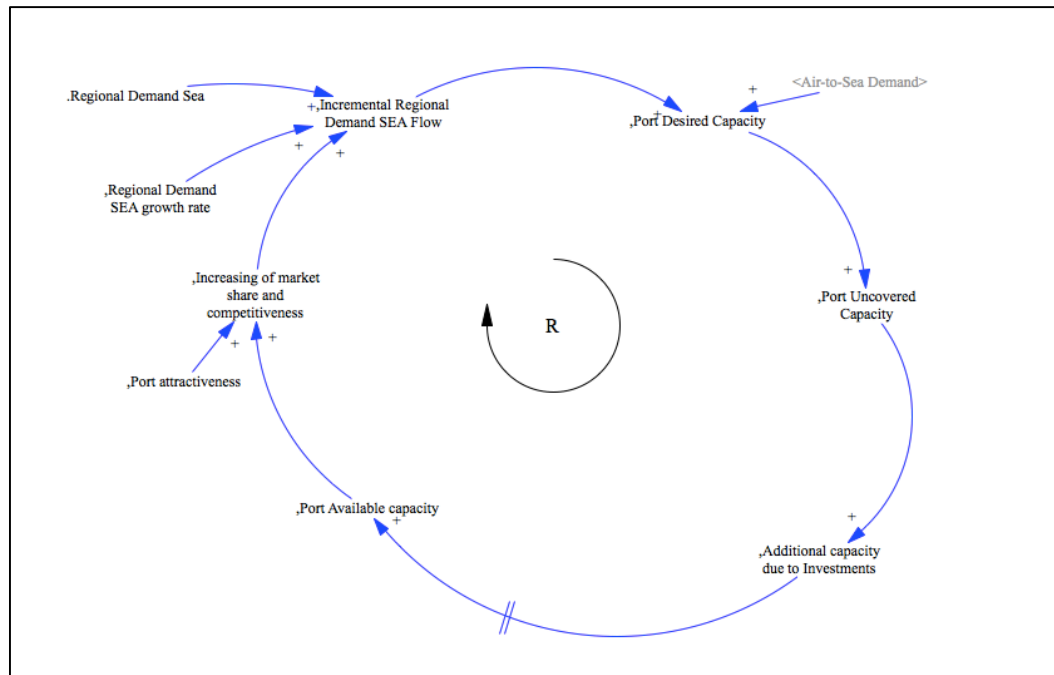 .Regional Demand Sea
,Incremental Regional
Demand SEA Flow
<Air-to-Sea Demand>
,Port Desired Capacity
,Regional Demand
SEA growth rate
,Increasing of market
share and
competitiveness
,Port Uncovered
Capacity
R
,Port attractiveness
,Port Available capacity
,Additional capacity
due to Investments
+
+
+
+
+
+
+
+
+